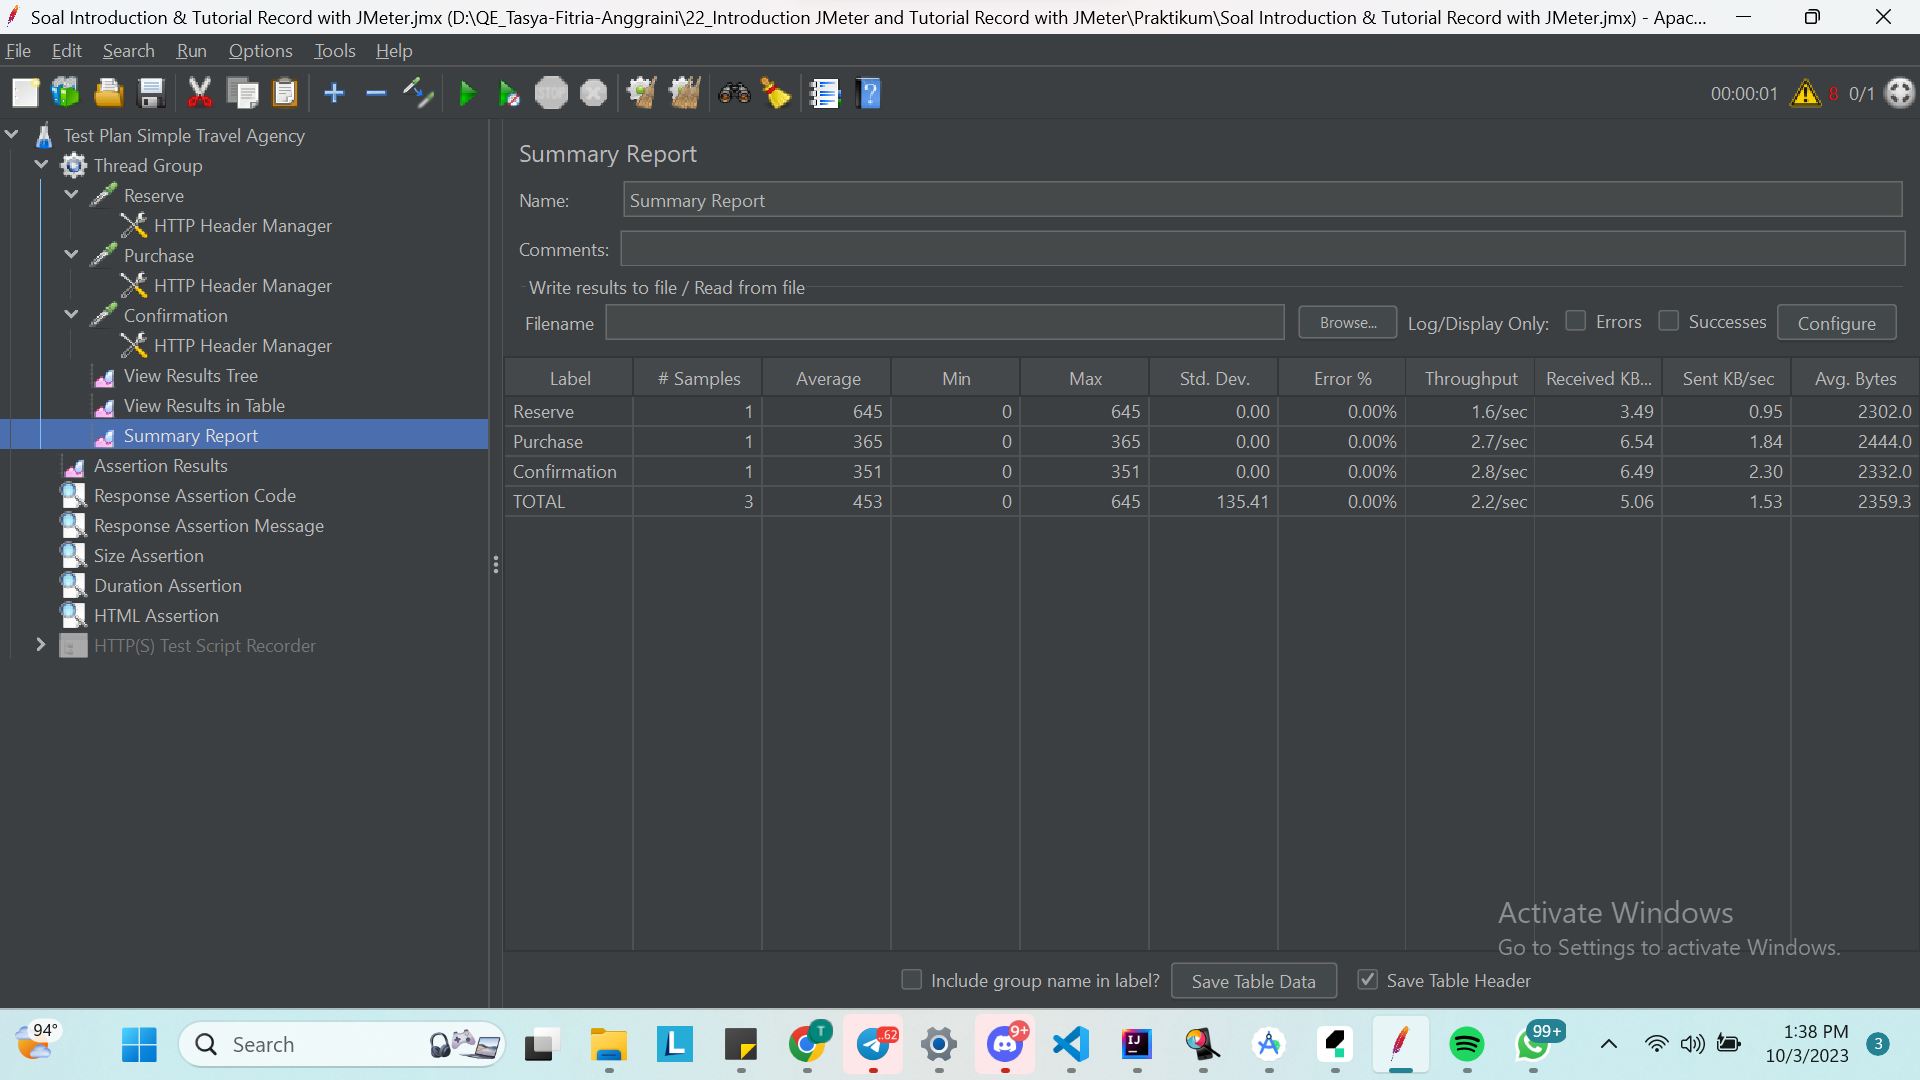 Soal Introduction & Tutorial Record with JMeter.jmx (D:\QE_Tasya-Fitria-Anggraini\22_Introduction JMeter and Tutorial Record with JMeter\Praktikum\Soal Introduction & Tutorial Record with JMeter.jmx) - Apac...
File Edit Search Run Options Tools Help
STOP
00:00:01 8 0/1
Test Plan Simple Travel Agency
Thread Group
Reserve
HTTP Header Manager
Purchase
HTTP Header Manager
Confirmation
HTTP Header Manager
View Results Tree
View Results in Table
Summary Report
Assertion Results
Response Assertion Code
Response Assertion Message
Size Assertion
Duration Assertion
HTML Assertion
HTTP(S) Test Script Recorder
Summary Report
Name: Summary Report
Comments:
Write results to file / Read from file
Filename Browse... Log/Display Only: Errors Successes Configure
Label # Samples Average Min Max Std. Dev. Error % Throughput Received KB... Sent KB/sec Avg. Bytes
Reserve 1 645 0 645 0.00 0.00% 1.6/sec 3.49 0.95 2302.0
Purchase 1 365 0 365 0.00 0.00% 2.7/sec 6.54 1.84 2444.0
Confirmation 1 351 0 351 0.00 0.00% 2.8/sec 6.49 2.30 2332.0
TOTAL 3 453 0 645 135.41 0.00% 2.2/sec 5.06 1.53 2359.3
Activate Windows
Go to Settings to activate Windows.
Include group name in label? Save Table Data Save Table Header
94°
Search
L
T
..62
9+
IJ
99+
1:38 PM
10/3/2023
3